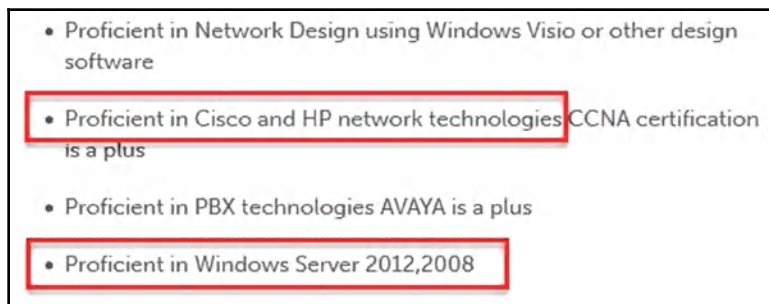 • Proficient in Network Design using Windows Visio or other design
software
• Proficient in Cisco and HP network technologies CCNA certification
is a plus
• Proficient in PBX technologies AVAYA is a plus
• Proficient in Windows Server 2012,2008